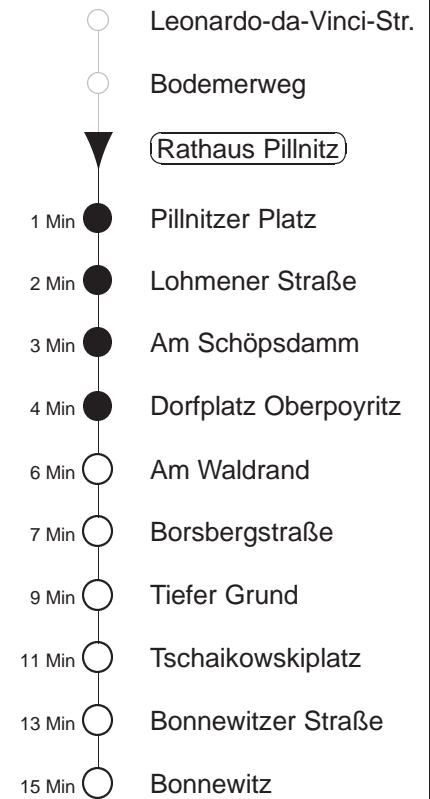 Leonardo-da-Vinci-Str.
Bodemerweg
Rathaus Pillnitz
1 Min Pillnitzer Platz
2 Min Lohmener Straße
3 Min Am Schöpsdamm
4 Min Dorfplatz Oberpoyritz
6 Min Am Waldrand
7 Min Borsbergstraße
9 Min Tiefer Grund
11 Min Tschaikowskiplatz
13 Min Bonnewitzer Straße
15 Min Bonnewitz